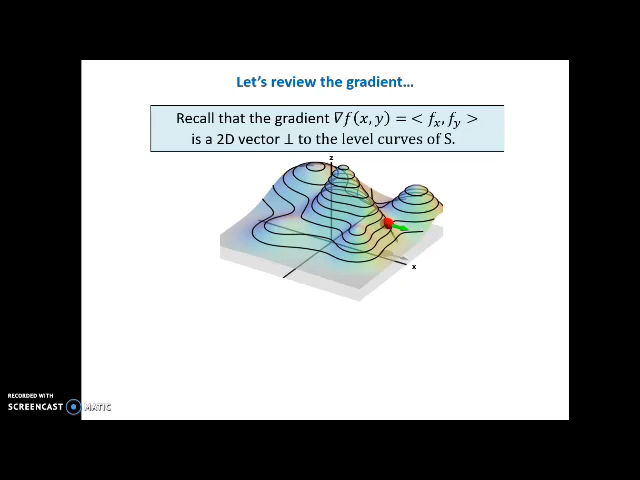 Let's review the gradient...
Recall that the gradient ∇f(x, y) =< fₓ, f_y >
is a 2D vector ⊥ to the level curves of S.
z
x
RECORDED WITH
SCREENCAST MATIC